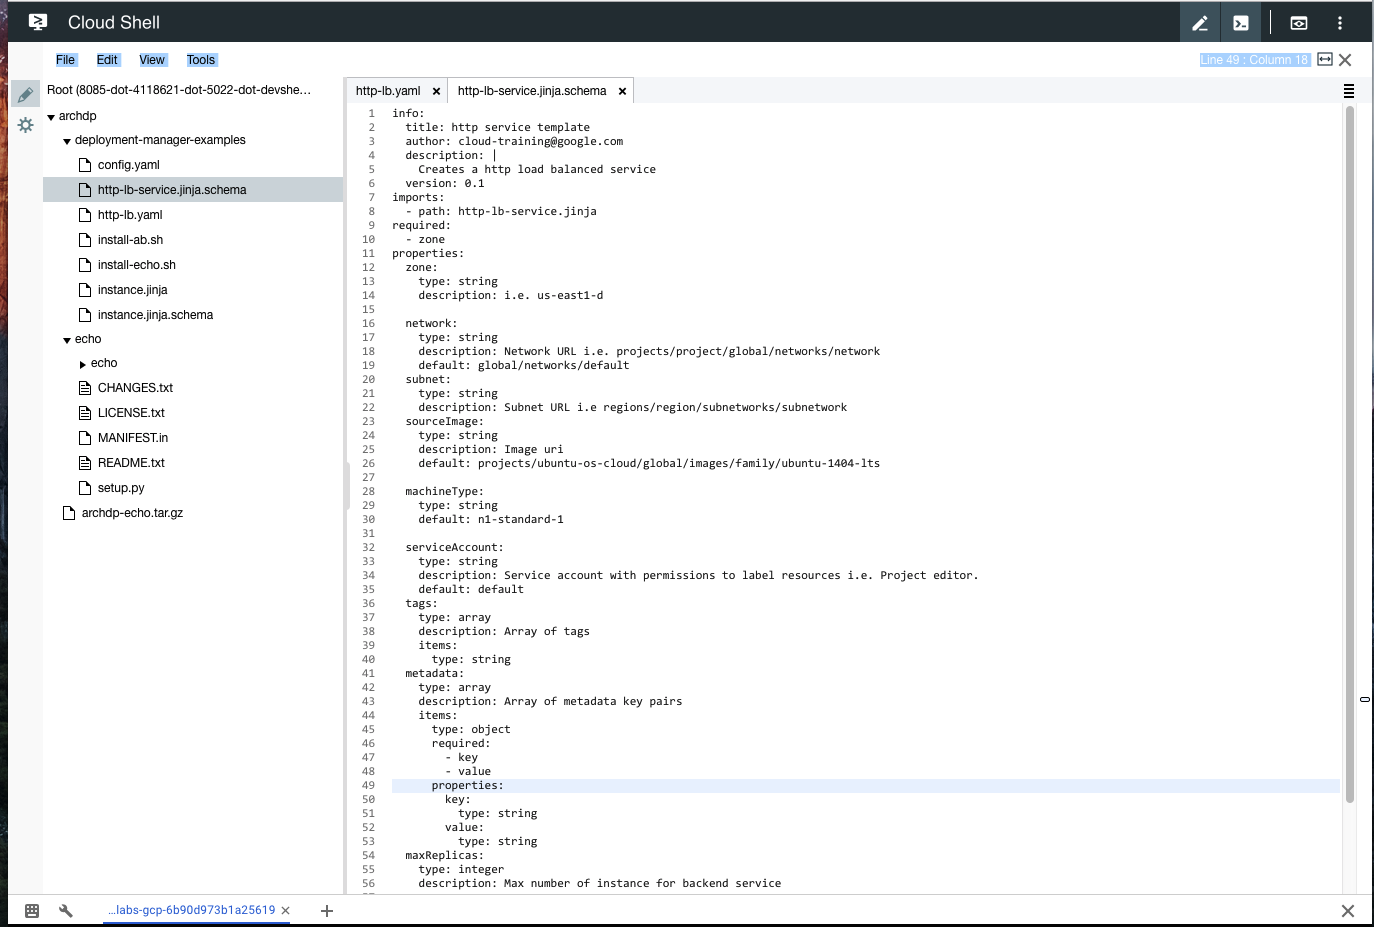 Cloud Shell
File Edit View Tools
Line 49 : Column 18
Root (8085-dot-4118621-dot-5022-dot-devshe...
archdp
deployment-manager-examples
config.yaml
http-lb-service.jinja.schema
http-lb.yaml
install-ab.sh
install-echo.sh
instance.jinja
instance.jinja.schema
echo
echo
CHANGES.txt
LICENSE.txt
MANIFEST.in
README.txt
setup.py
archdp-echo.tar.gz
http-lb.yaml http-lb-service.jinja.schema
1 info:
2 title: http service template
3 author: cloud-training@google.com
4 description: |
5 Creates a http load balanced service
6 version: 0.1
7 imports:
8 - path: http-lb-service.jinja
9 required:
10 - zone
11 properties:
12 zone:
13 type: string
14 description: i.e. us-east1-d
15
16 network:
17 type: string
18 description: Network URL i.e. projects/project/global/networks/network
19 default: global/networks/default
20 subnet:
21 type: string
22 description: Subnet URL i.e regions/region/subnetworks/subnetwork
23 sourceImage:
24 type: string
25 description: Image uri
26 default: projects/ubuntu-os-cloud/global/images/family/ubuntu-1404-lts
27
28 machineType:
29 type: string
30 default: n1-standard-1
31
32 serviceAccount:
33 type: string
34 description: Service account with permissions to label resources i.e. Project editor.
35 default: default
36 tags:
37 type: array
38 description: Array of tags
39 items:
40 type: string
41 metadata:
42 type: array
43 description: Array of metadata key pairs
44 items:
45 type: object
46 required:
47 - key
48 - value
49 properties:
50 key:
51 type: string
52 value:
53 type: string
54 maxReplicas:
55 type: integer
56 description: Max number of instance for backend service
...labs-gcp-6b90d973b1a25619